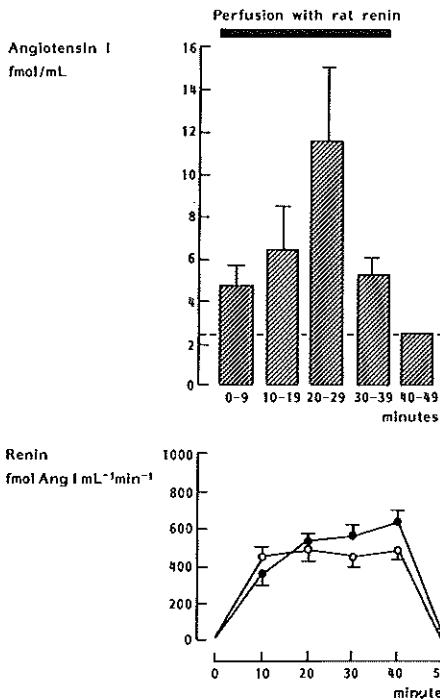 Perfusion with rat renin
Angiotensin I
fmol/mL
16
14
12
10
8
6
4
2
0
0-9 10-19 20-29 30-39 40-49
minutes
Renin
fmol Ang I mL⁻¹min⁻¹
1000
800
600
400
200
0
0 10 20 30 40